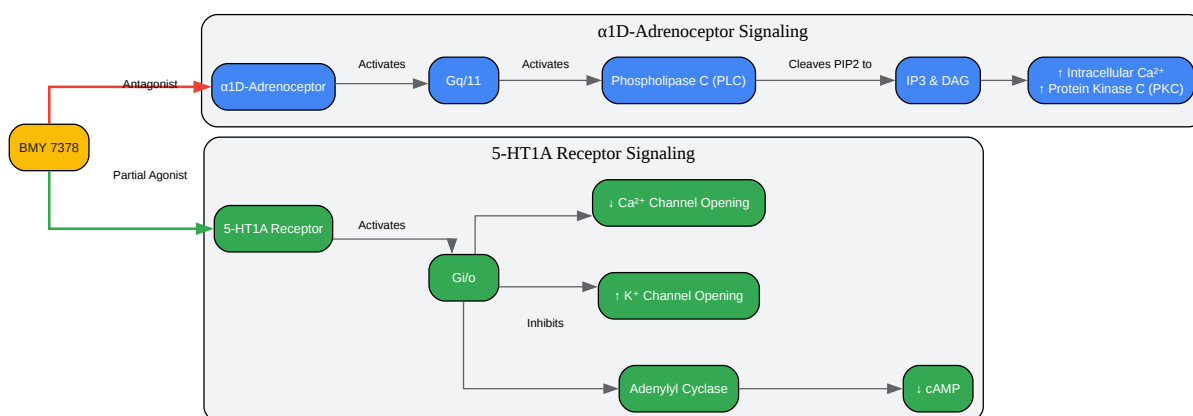 α1D-Adrenoceptor Signaling
Antagonist
α1D-Adrenoceptor
Activates
Gq/11
Activates
Phospholipase C (PLC)
Cleaves PIP2 to
IP3 & DAG
↑ Intracellular Ca²⁺
↑ Protein Kinase C (PKC)
BMY 7378
5-HT1A Receptor Signaling
Partial Agonist
5-HT1A Receptor
Activates
Gi/o
↓ Ca²⁺ Channel Opening
↑ K⁺ Channel Opening
Inhibits
Adenylyl Cyclase
↓ cAMP